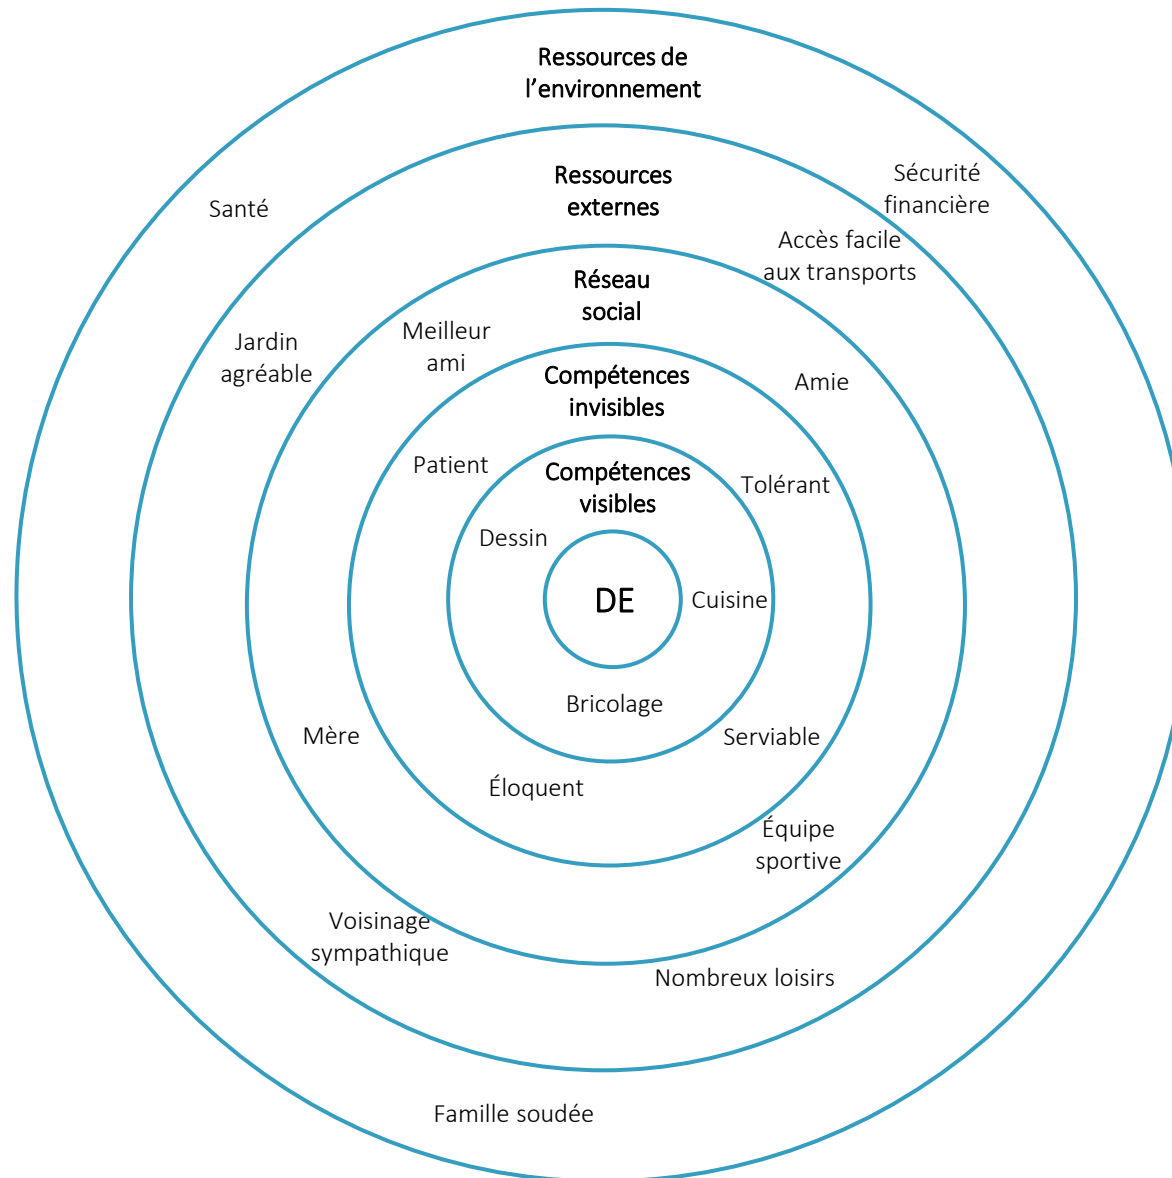 Ressources de
l’environnement
Santé
Sécurité
financière
Ressources
externes
Accès facile
aux transports
Jardin
agréable
Réseau
social
Meilleur
ami
Amie
Compétences
invisibles
Patient
Tolérant
Compétences
visibles
Dessin
DE
Cuisine
Bricolage
Mère
Serviable
Éloquent
Équipe
sportive
Voisinage
sympathique
Nombreux loisirs
Famille soudée